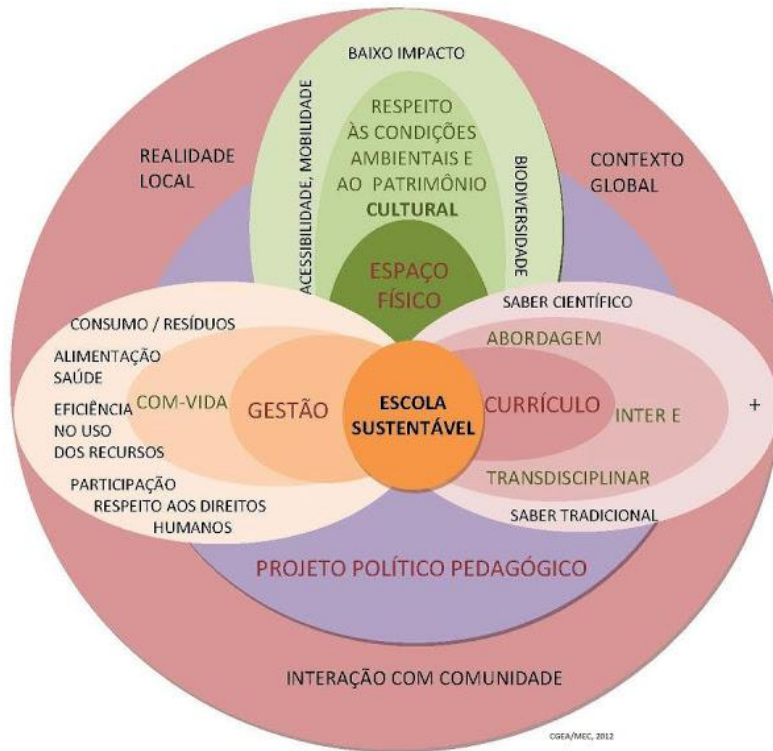 BAIXO IMPACTO
ACESSIBILIDADE, MOBILIDADE
RESPEITO
ÀS CONDIÇÕES
AMBIENTAIS E
AO PATRIMÔNIO
CULTURAL
BIODIVERSIDADE
REALIDADE
LOCAL
CONTEXTO
GLOBAL
ESPAÇO
FÍSICO
CONSUMO / RESÍDUOS
ALIMENTAÇÃO
SAÚDE
EFICIÊNCIA
NO USO
DOS RECURSOS
PARTICIPAÇÃO
RESPEITO AOS DIREITOS
HUMANOS
COM-VIDA
GESTÃO
ESCOLA
SUSTENTÁVEL
CURRÍCULO
SABER CIENTÍFICO
ABORDAGEM
INTER E
+
TRANSDISCIPLINAR
SABER TRADICIONAL
PROJETO POLÍTICO PEDAGÓGICO
INTERAÇÃO COM COMUNIDADE
CGEA/MEC, 2012